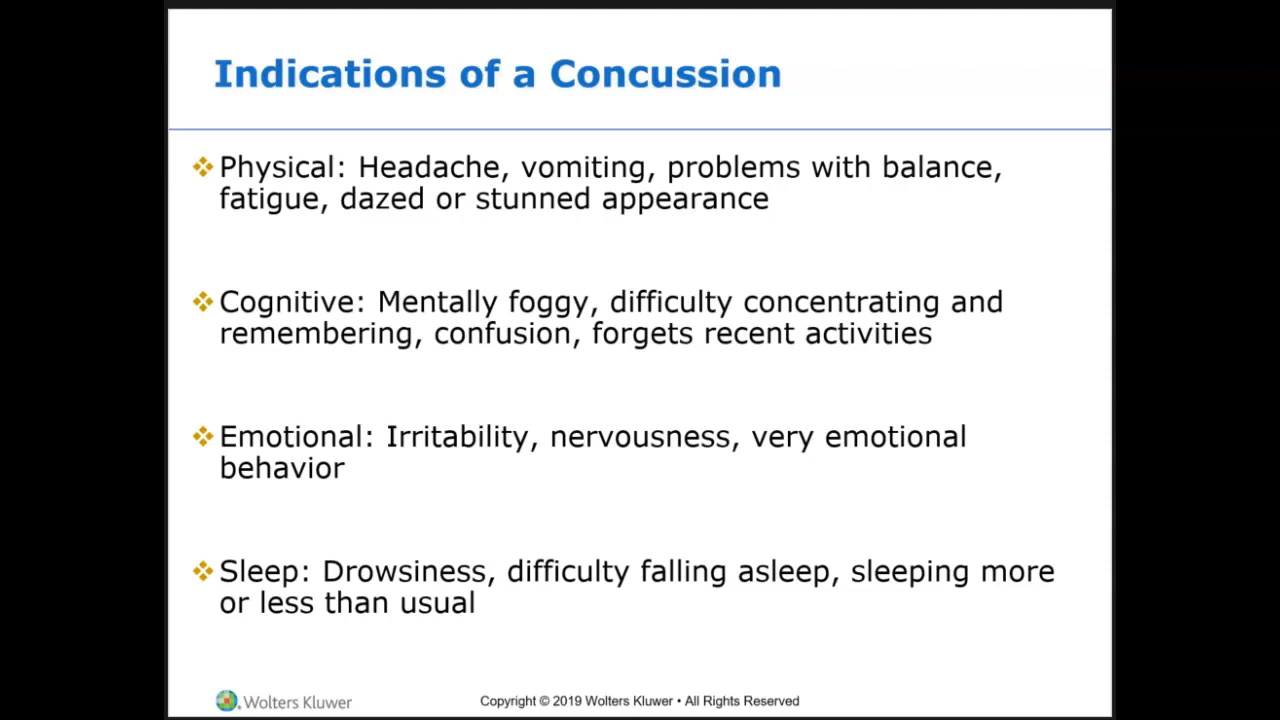 Indications of a Concussion
Physical: Headache, vomiting, problems with balance,
fatigue, dazed or stunned appearance
Cognitive: Mentally foggy, difficulty concentrating and
remembering, confusion, forgets recent activities
Emotional: Irritability, nervousness, very emotional
behavior
Sleep: Drowsiness, difficulty falling asleep, sleeping more
or less than usual
Wolters Kluwer
Copyright © 2019 Wolters Kluwer • All Rights Reserved